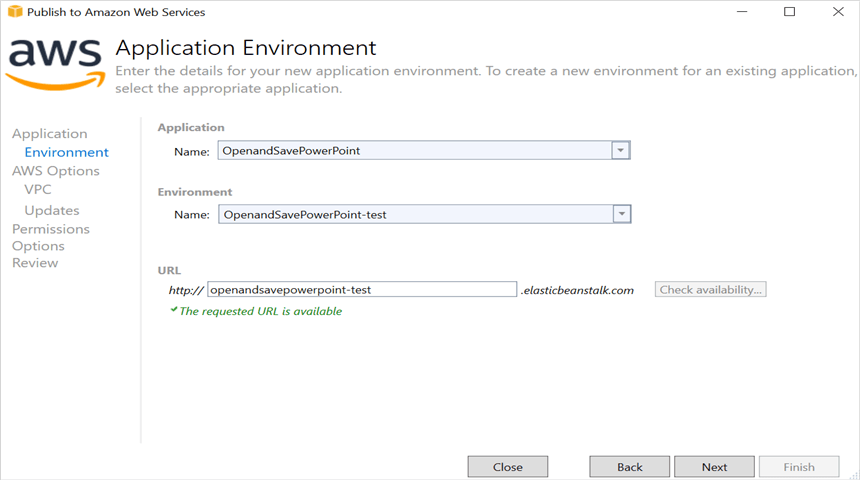 Publish to Amazon Web Services
aws
Application Environment
Enter the details for your new application environment. To create a new environment for an existing application,
select the appropriate application.
Application
Environment
AWS Options
VPC
Updates
Permissions
Options
Review
Application
Name: OpenandSavePowerPoint
Environment
Name: OpenandSavePowerPoint-test
URL
http:// openandsavepowerpoint-test .elasticbeanstalk.com Check availability...
The requested URL is available
Close Back Next Finish